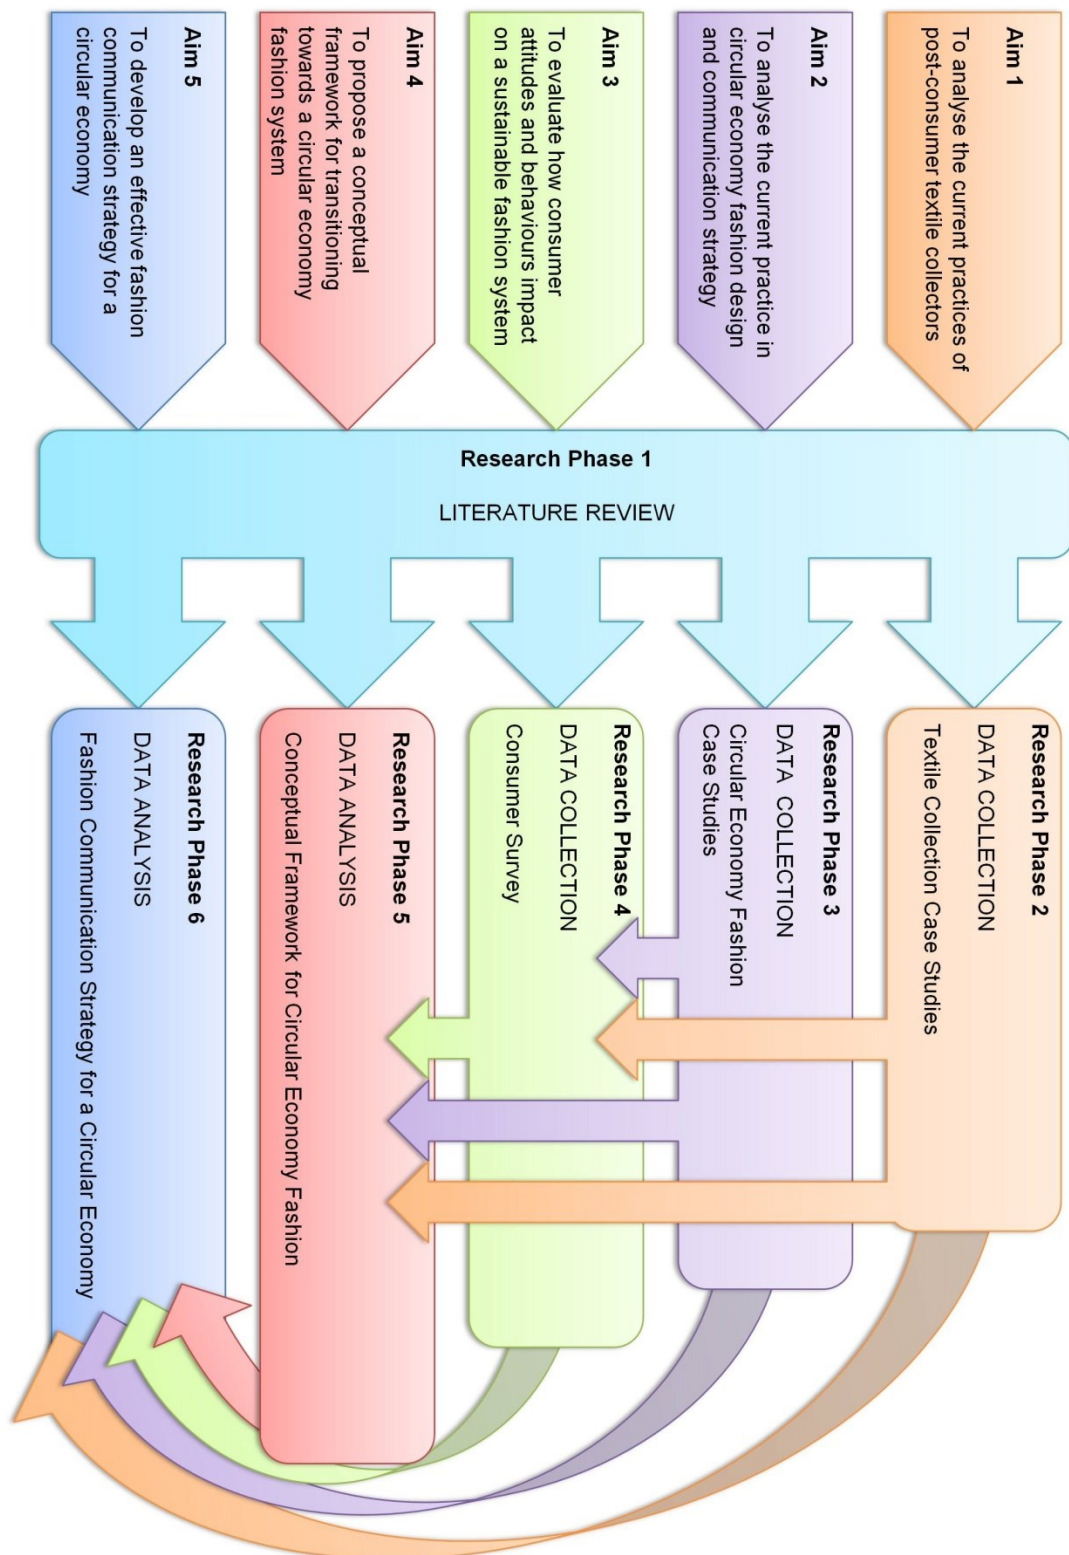 Aim 1
To analyse the current practices of
post-consumer textile collectors
Aim 2
To analyse the current practice in
circular economy fashion design
and communication strategy
Aim 3
To evaluate how consumer
attitudes and behaviours impact
on a sustainable fashion system
Aim 4
To propose a conceptual
framework for transitioning
towards a circular economy
fashion system
Aim 5
To develop an effective fashion
communication strategy for a
circular economy
Research Phase 1
LITERATURE REVIEW
Research Phase 2
DATA COLLECTION
Textile Collection Case Studies
Research Phase 3
DATA COLLECTION
Circular Economy Fashion
Case Studies
Research Phase 4
DATA COLLECTION
Consumer Survey
Research Phase 5
DATA ANALYSIS
Conceptual Framework for Circular Economy Fashion
Research Phase 6
DATA ANALYSIS
Fashion Communication Strategy for a Circular Economy